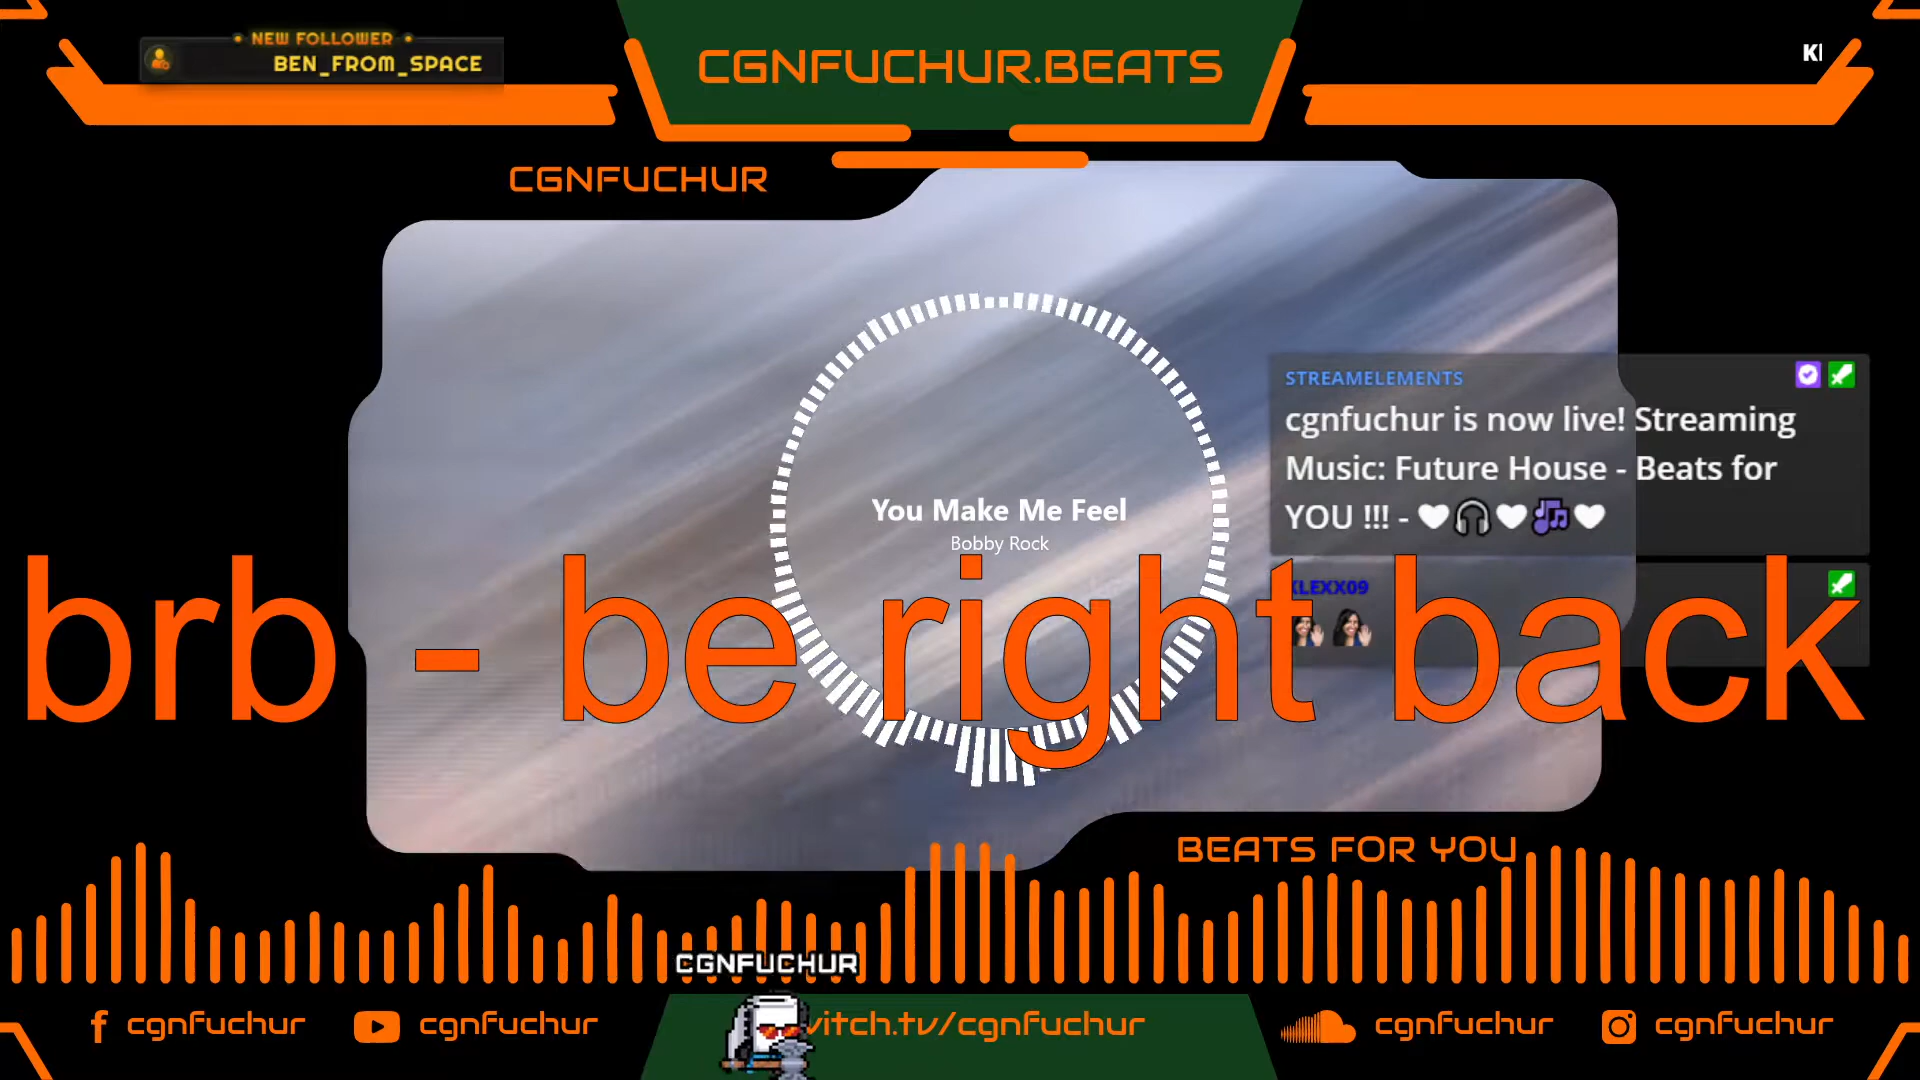 NEW FOLLOWER
BEN_FROM_SPACE
CGNFUCHUR.BEATS
CGNFUCHUR
STREAMELEMENTS
cgnfuchur is now live! Streaming
Music: Future House - Beats for
YOU !!! - 🤍🎧🤍🎶🤍
You Make Me Feel
Bobby Rock
LEXX09
brb - be right back
BEATS FOR YOU
CGNFUCHUR
cgnfuchur
cgnfuchur
itch.tv/cgnfuchur
cgnfuchur
cgnfuchur